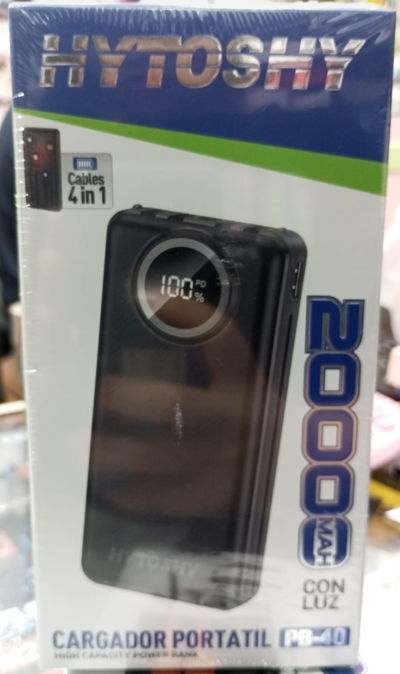 HYTOSHY
Cables
4 in 1
100 PD
%
20000 MAH
CON
LUZ
HYTOSHY
CARGADOR PORTATIL PB-40
HIGH CAPACITY POWER BANK